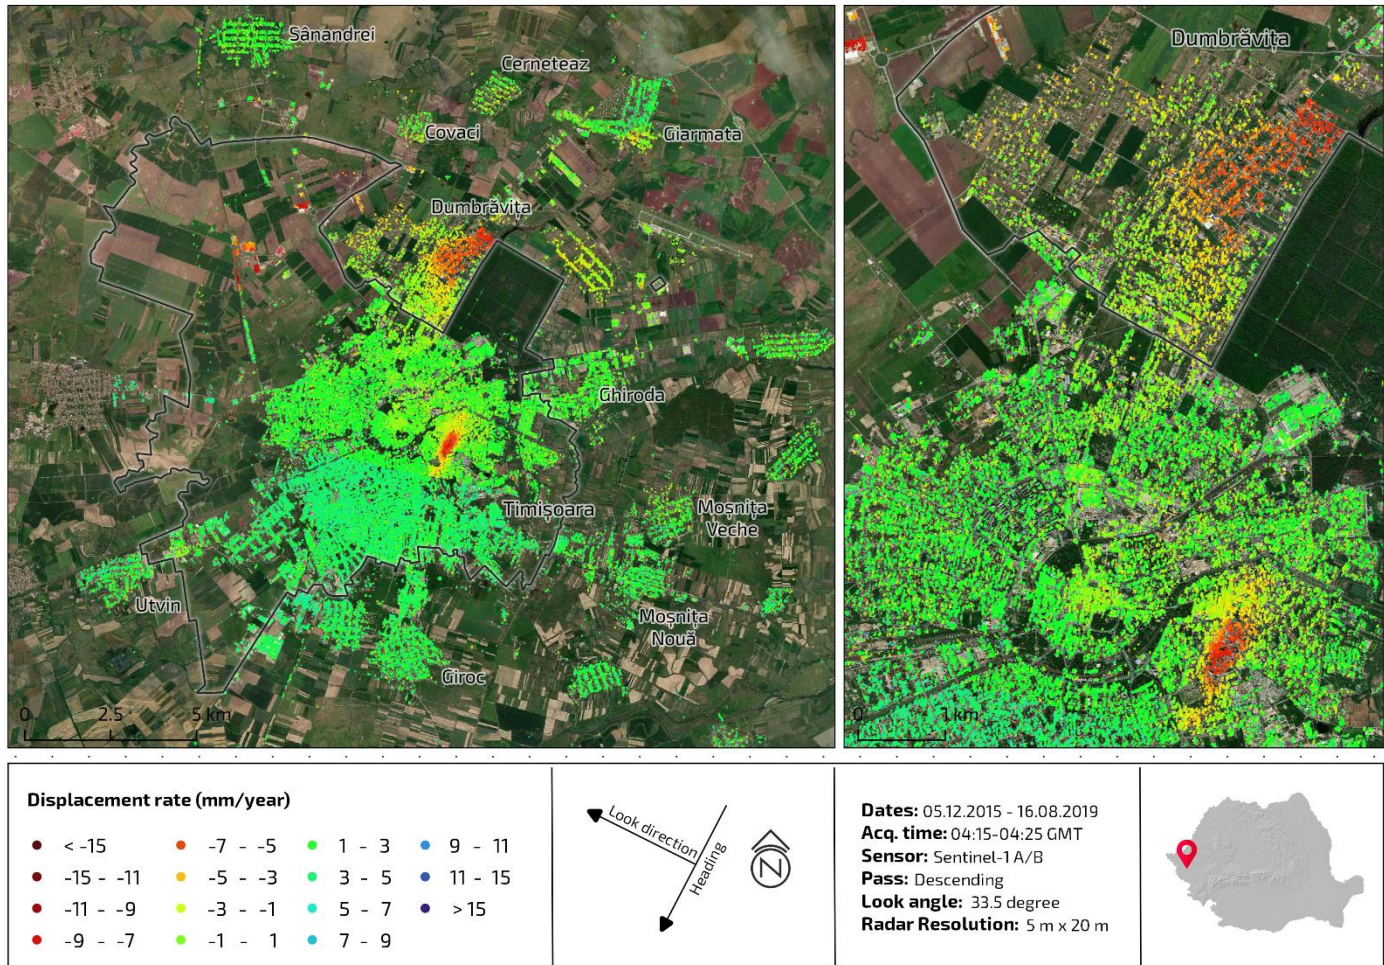 Sânandrei
Cerneteaz
Covaci
Giarmata
Dumbrăvița
Ghiroda
Timișoara
Moșnița
Veche
Utvin
Moșnița
Nouă
Giroc
0 2.5 5 km
Dumbrăvița
0 1 km
Displacement rate (mm/year)
< -15
-15 - -11
-11 - -9
-9 - -7
-7 - -5
-5 - -3
-3 - -1
-1 - 1
1 - 3
3 - 5
5 - 7
7 - 9
9 - 11
11 - 15
> 15
Look direction
Heading
N
Dates: 05.12.2015 - 16.08.2019
Acq. time: 04:15-04:25 GMT
Sensor: Sentinel-1 A/B
Pass: Descending
Look angle: 33.5 degree
Radar Resolution: 5 m x 20 m